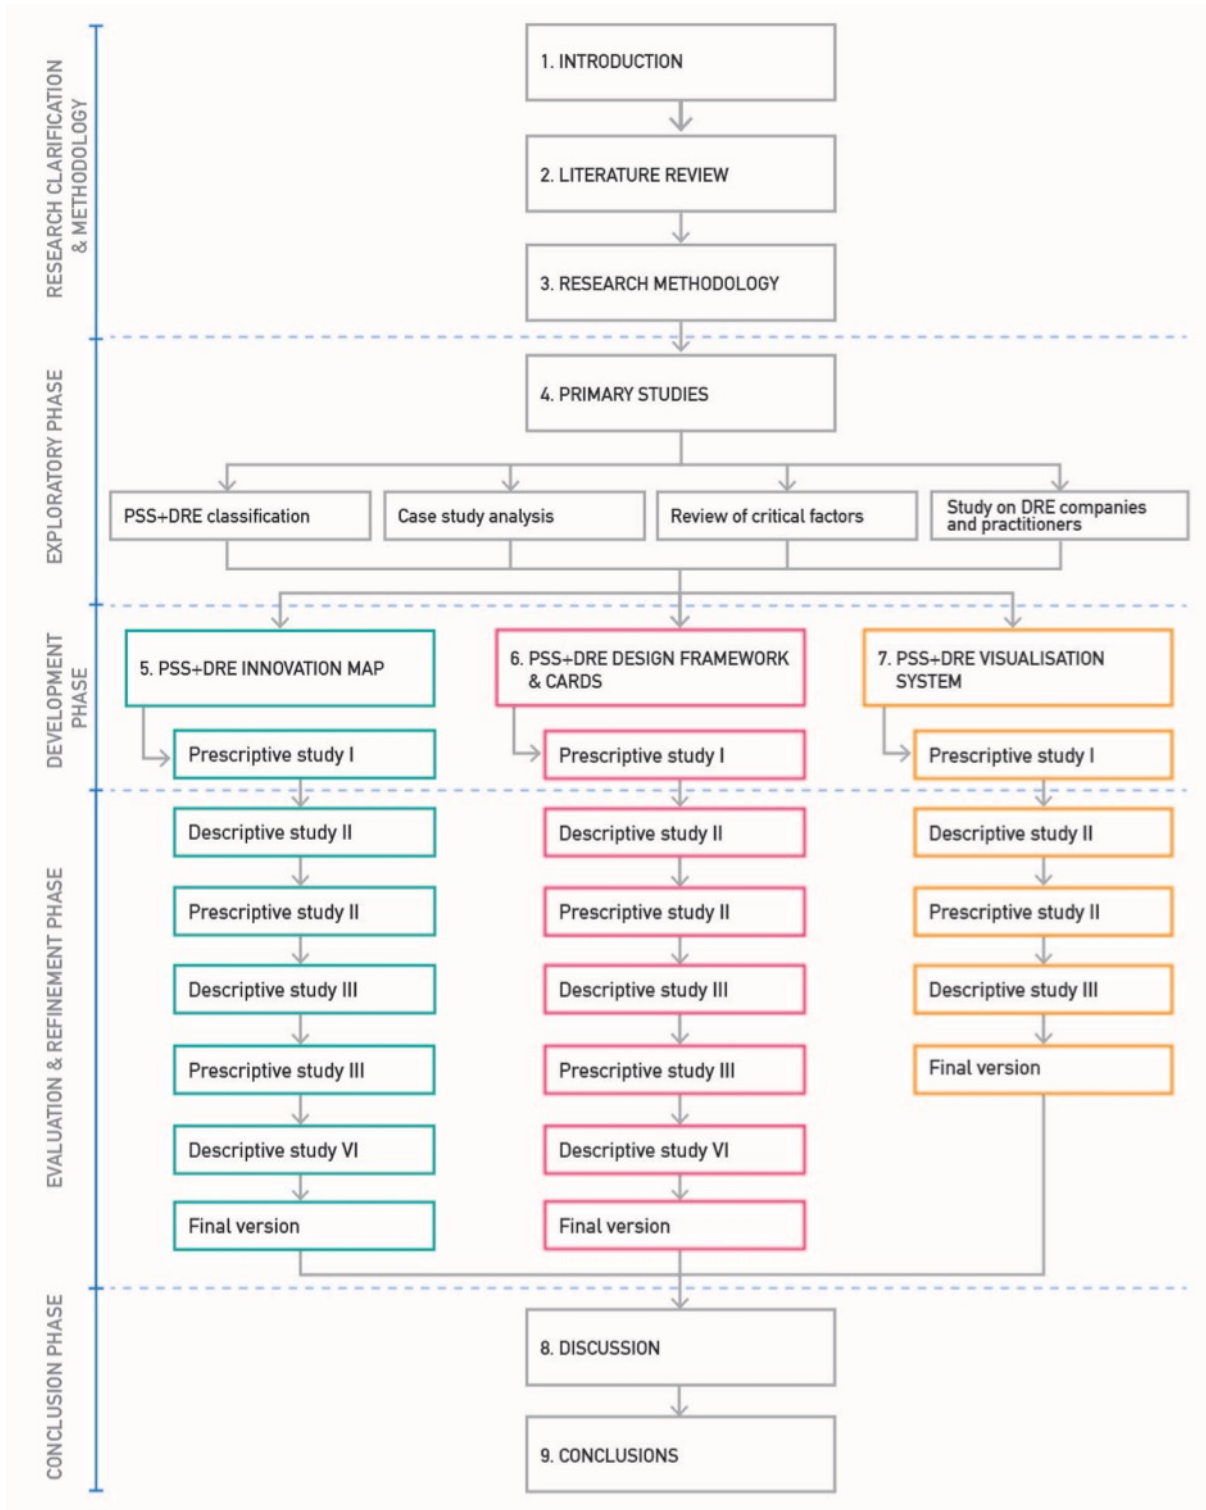 RESEARCH CLARIFICATION
& METHODOLOGY
1. INTRODUCTION
2. LITERATURE REVIEW
3. RESEARCH METHODOLOGY
EXPLORATORY PHASE
4. PRIMARY STUDIES
PSS+DRE classification
Case study analysis
Review of critical factors
Study on DRE companies
and practitioners
DEVELOPMENT
PHASE
5. PSS+DRE INNOVATION MAP
6. PSS+DRE DESIGN FRAMEWORK
& CARDS
7. PSS+DRE VISUALISATION
SYSTEM
Prescriptive study I
Prescriptive study I
Prescriptive study I
EVALUATION & REFINEMENT PHASE
Descriptive study II
Descriptive study II
Descriptive study II
Prescriptive study II
Prescriptive study II
Prescriptive study II
Descriptive study III
Descriptive study III
Descriptive study III
Prescriptive study III
Prescriptive study III
Final version
Descriptive study VI
Descriptive study VI
Final version
Final version
CONCLUSION PHASE
8. DISCUSSION
9. CONCLUSIONS